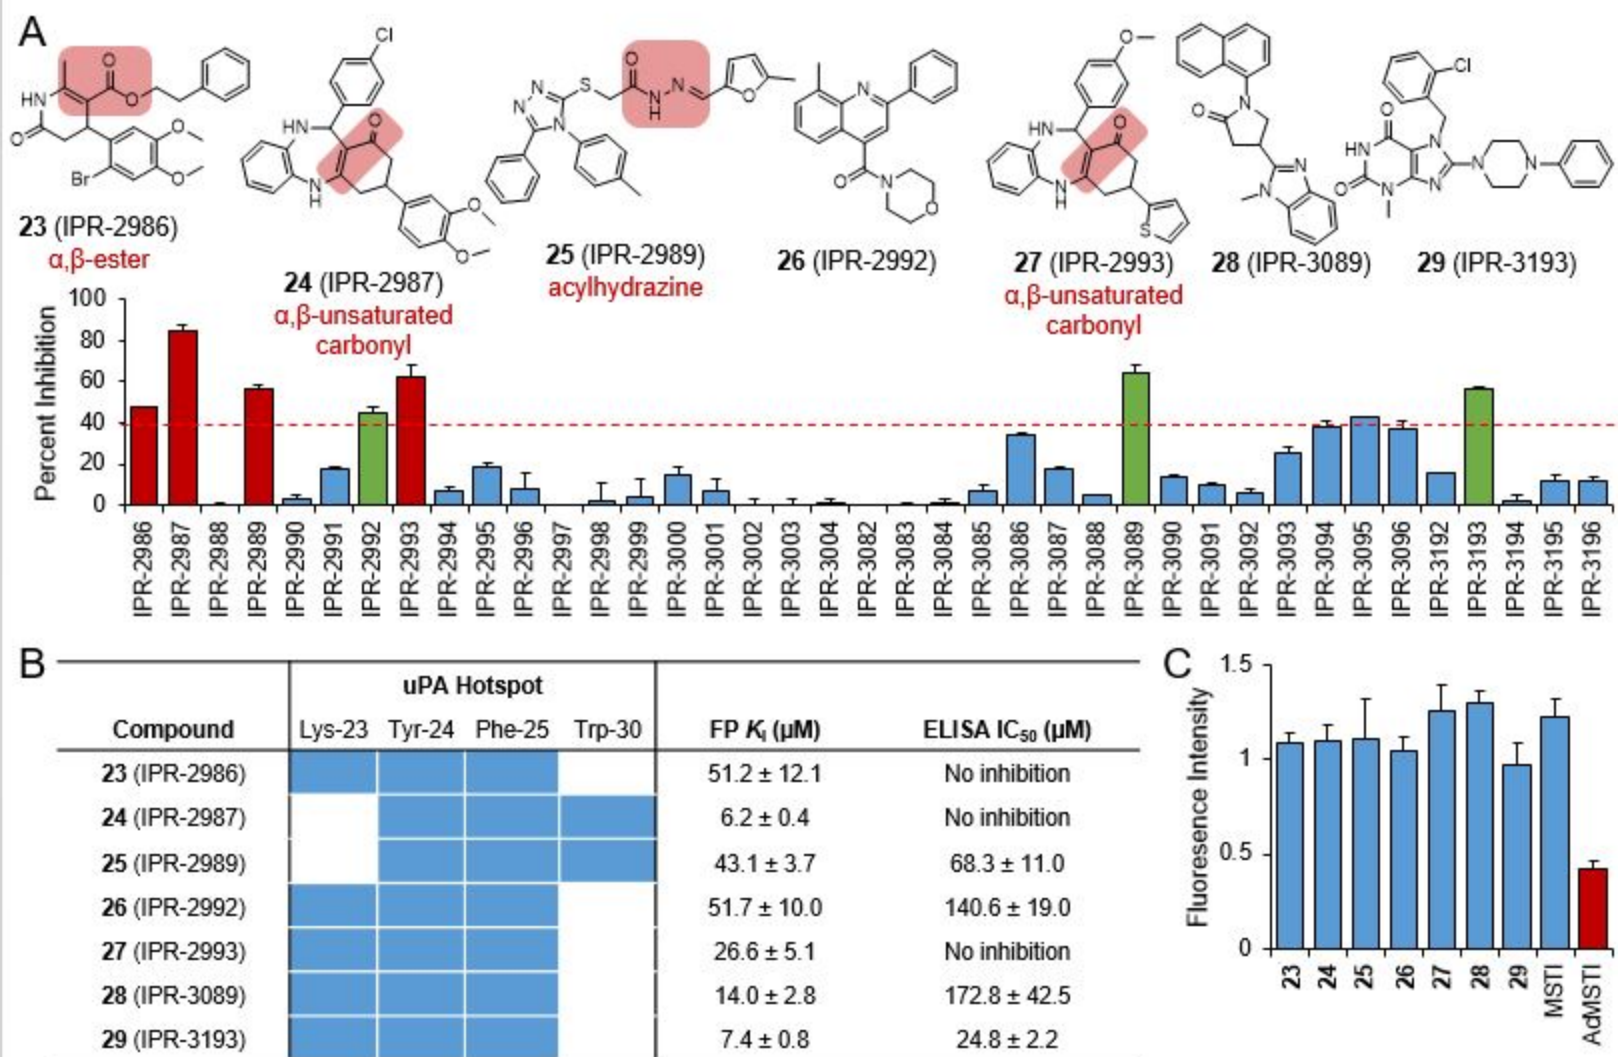 A
23 (IPR-2986)
α,β-ester
24 (IPR-2987)
α,β-unsaturated
carbonyl
25 (IPR-2989)
acylhydrazine
26 (IPR-2992)
27 (IPR-2993)
α,β-unsaturated
carbonyl
28 (IPR-3089)
29 (IPR-3193)
HN
O
O
O
Br
O
O
Cl
HN
O
N
H
O
O
N
N
N
S
O
N
H
N
O
N
O
N
O
O
HN
O
N
H
S
O
N
N
N
Cl
O
HN
O
N
N
N
N
N
Percent Inhibition
100
80
60
40
20
0
IPR-2986
IPR-2987
IPR-2988
IPR-2989
IPR-2990
IPR-2991
IPR-2992
IPR-2993
IPR-2994
IPR-2995
IPR-2996
IPR-2997
IPR-2998
IPR-2999
IPR-3000
IPR-3001
IPR-3002
IPR-3003
IPR-3004
IPR-3082
IPR-3083
IPR-3084
IPR-3085
IPR-3086
IPR-3087
IPR-3088
IPR-3089
IPR-3090
IPR-3091
IPR-3092
IPR-3093
IPR-3094
IPR-3095
IPR-3096
IPR-3192
IPR-3193
IPR-3194
IPR-3195
IPR-3196
B
uPA Hotspot
Compound Lys-23 Tyr-24 Phe-25 Trp-30 FP Ki (µM) ELISA IC50 (µM)
23 (IPR-2986) 51.2 ± 12.1 No inhibition
24 (IPR-2987) 6.2 ± 0.4 No inhibition
25 (IPR-2989) 43.1 ± 3.7 68.3 ± 11.0
26 (IPR-2992) 51.7 ± 10.0 140.6 ± 19.0
27 (IPR-2993) 26.6 ± 5.1 No inhibition
28 (IPR-3089) 14.0 ± 2.8 172.8 ± 42.5
29 (IPR-3193) 7.4 ± 0.8 24.8 ± 2.2
C
Fluoresence Intensity
1.5
1
0.5
0
23
24
25
26
27
28
29
MSTI
AdMSTI